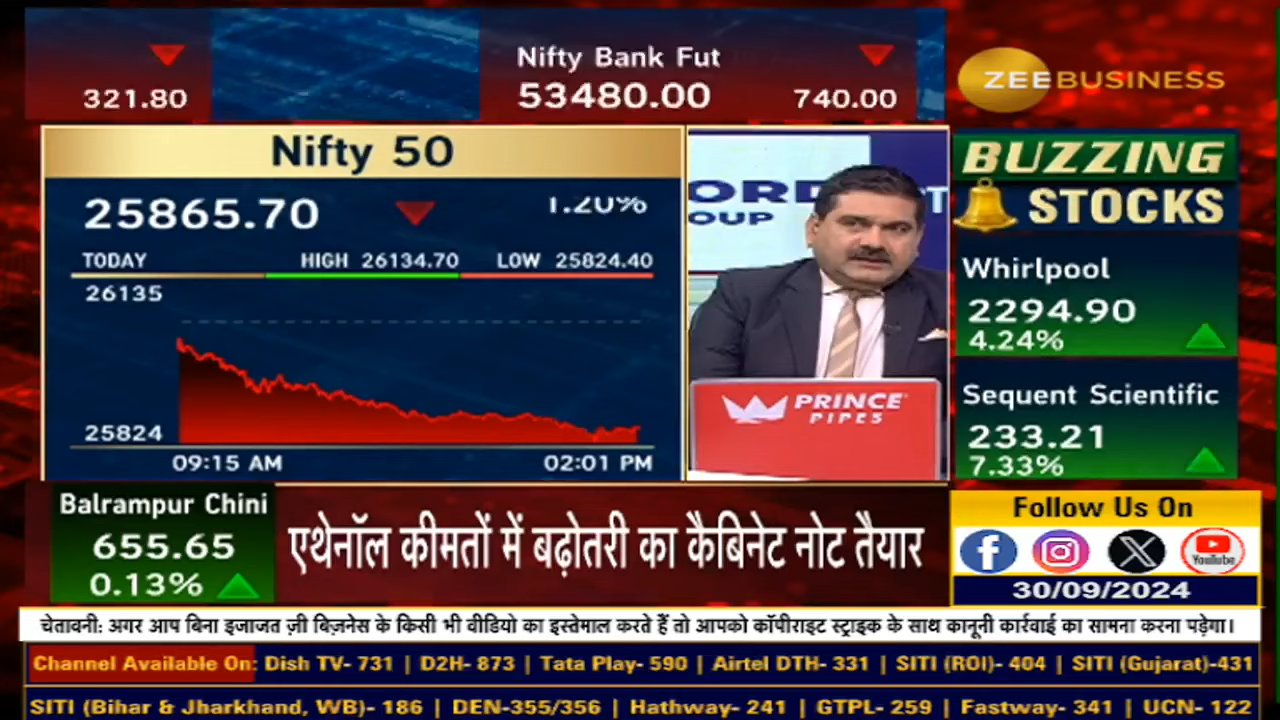 321.80
Nifty Bank Fut
53480.00
740.00
ZEEBUSINESS
Nifty 50
25865.70
1.20%
TODAY HIGH 26134.70 LOW 25824.40
26135
25824
09:15 AM 02:01 PM
ORD
OUP
PRINCE
PIPES
BUZZING
STOCKS
Whirlpool
2294.90
4.24%
Sequent Scientific
233.21
7.33%
Balrampur Chini
655.65
0.13%
एथेनॉल कीमतों में बढ़ोतरी का कैबिनेट नोट तैयार
Follow Us On
YouTube
30/09/2024
चेतावनी: अगर आप बिना इजाजत ज़ी बिज़नेस के किसी भी वीडियो का इस्तेमाल करते हैं तो आपको कॉपीराइट स्ट्राइक के साथ कानूनी कार्रवाई का सामना करना पड़ेगा।
Channel Available On: Dish TV- 731 | D2H- 873 | Tata Play- 590 | Airtel DTH- 331 | SITI (ROI)- 404 | SITI (Gujarat)-431
SITI (Bihar & Jharkhand, WB)- 186 | DEN-355/356 | Hathway- 241 | GTPL- 259 | Fastway- 341 | UCN- 122